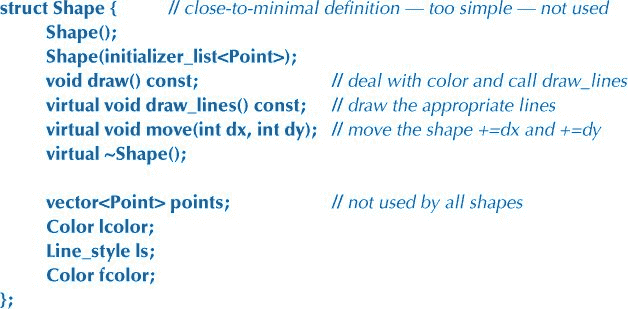 struct Shape { // close-to-minimal definition — too simple — not used
Shape();
Shape(initializer_list<Point>);
void draw() const; // deal with color and call draw_lines
virtual void draw_lines() const; // draw the appropriate lines
virtual void move(int dx, int dy); // move the shape +=dx and +=dy
virtual ~Shape();
vector<Point> points; // not used by all shapes
Color lcolor;
Line_style ls;
Color fcolor;
};